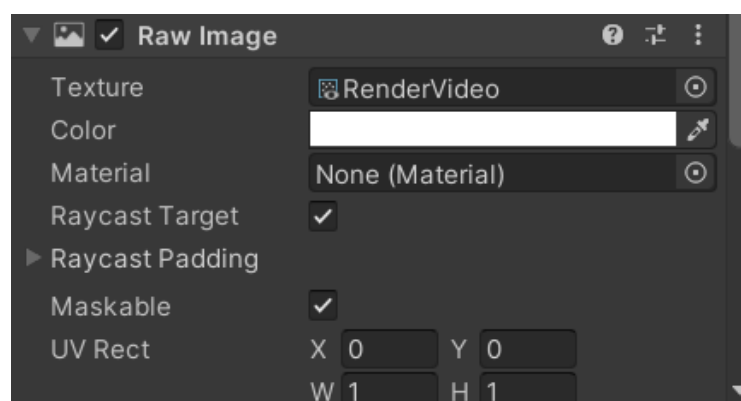 Raw Image
Texture RenderVideo
Color
Material None (Material)
Raycast Target
Raycast Padding
Maskable
UV Rect X 0 Y 0
W 1 H 1